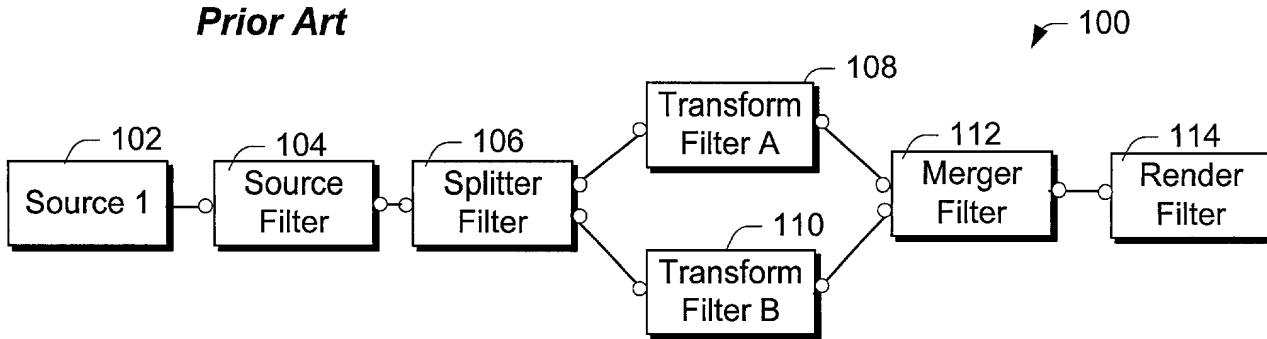 Prior Art
100
102
Source 1
104
Source
Filter
106
Splitter
Filter
108
Transform
Filter A
110
Transform
Filter B
112
Merger
Filter
114
Render
Filter